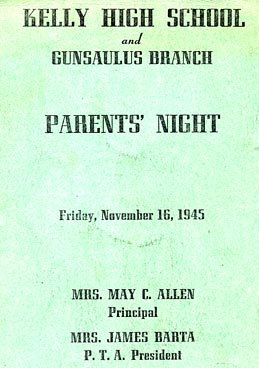 KELLY HIGH SCHOOL
and
GUNSAULUS BRANCH
PARENTS' NIGHT
Friday, November 16, 1945
MRS. MAY C. ALLEN
Principal
MRS. JAMES BARTA
P. T. A. President